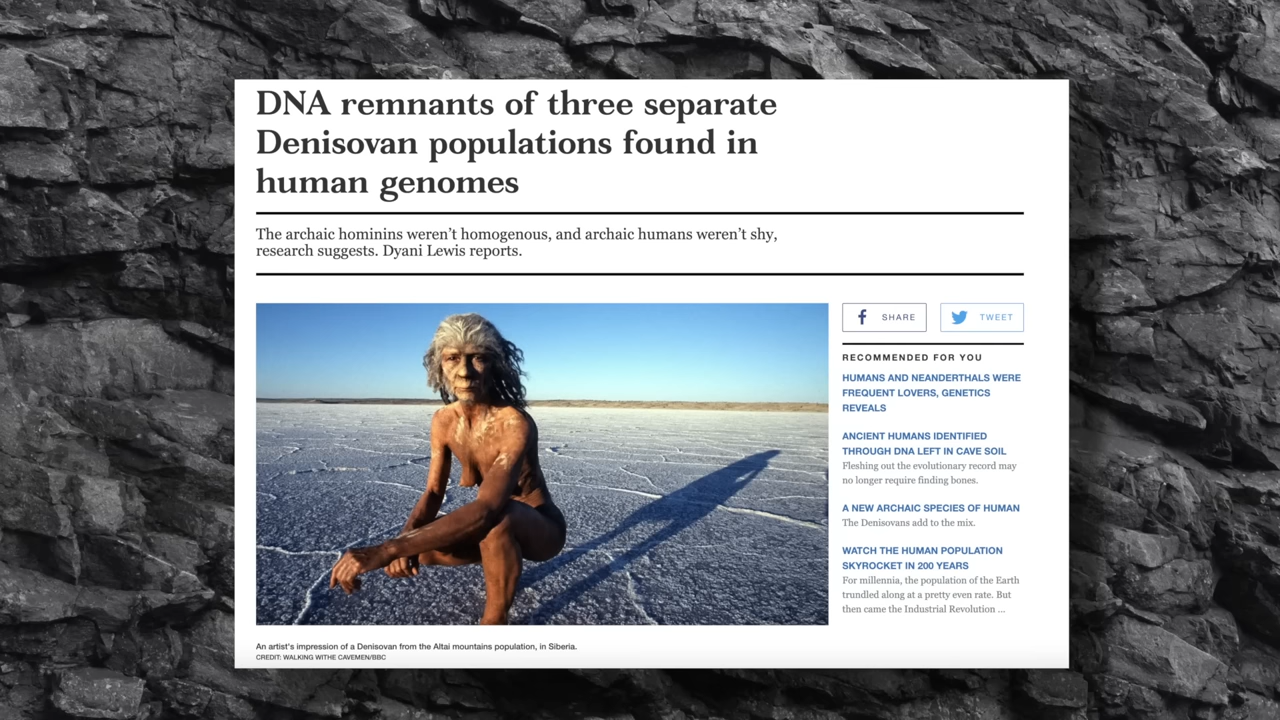 DNA remnants of three separate
Denisovan populations found in
human genomes
The archaic hominins weren’t homogenous, and archaic humans weren’t shy,
research suggests. Dyani Lewis reports.
SHARE
TWEET
RECOMMENDED FOR YOU
HUMANS AND NEANDERTHALS WERE
FREQUENT LOVERS, GENETICS
REVEALS
ANCIENT HUMANS IDENTIFIED
THROUGH DNA LEFT IN CAVE SOIL
Fleshing out the evolutionary record may
no longer require finding bones.
A NEW ARCHAIC SPECIES OF HUMAN
The Denisovans add to the mix.
WATCH THE HUMAN POPULATION
SKYROCKET IN 200 YEARS
For millennia, the population of the Earth
trundled along at a pretty even rate. But
then came the Industrial Revolution ...
An artist's impression of a Denisovan from the Altai mountains population, in Siberia.
CREDIT: WALKING WITHE CAVEMEN/BBC